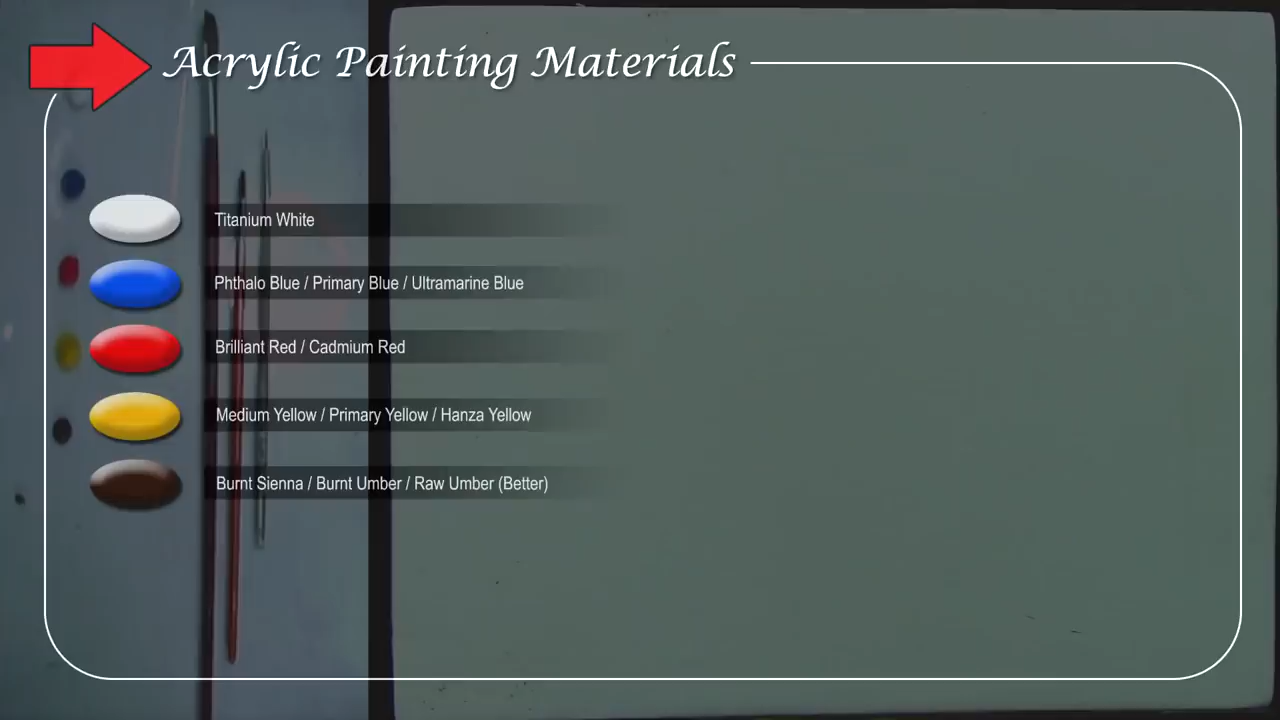 Acrylic Painting Materials
Titanium White
Phthalo Blue / Primary Blue / Ultramarine Blue
Brilliant Red / Cadmium Red
Medium Yellow / Primary Yellow / Hanza Yellow
Burnt Sienna / Burnt Umber / Raw Umber (Better)